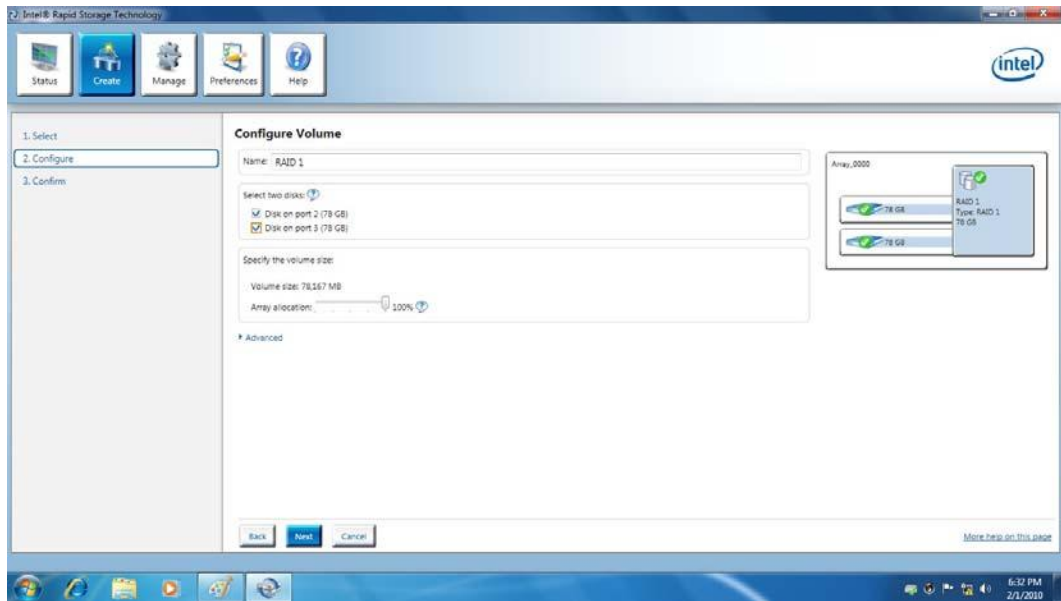 Intel® Rapid Storage Technology
Status
Create
Manage
Preferences
Help
intel
1. Select
2. Configure
3. Confirm
Configure Volume
Name: RAID 1
Select two disks:
Disk on port 2 (78 GB)
Disk on port 3 (78 GB)
Specify the volume size:
Volume size: 78,167 MB
Array allocation: 100%
Advanced
Array_0000
78 GB
78 GB
RAID 1
Type: RAID 1
78 GB
Back
Next
Cancel
More help on this page
6:32 PM
2/1/2010